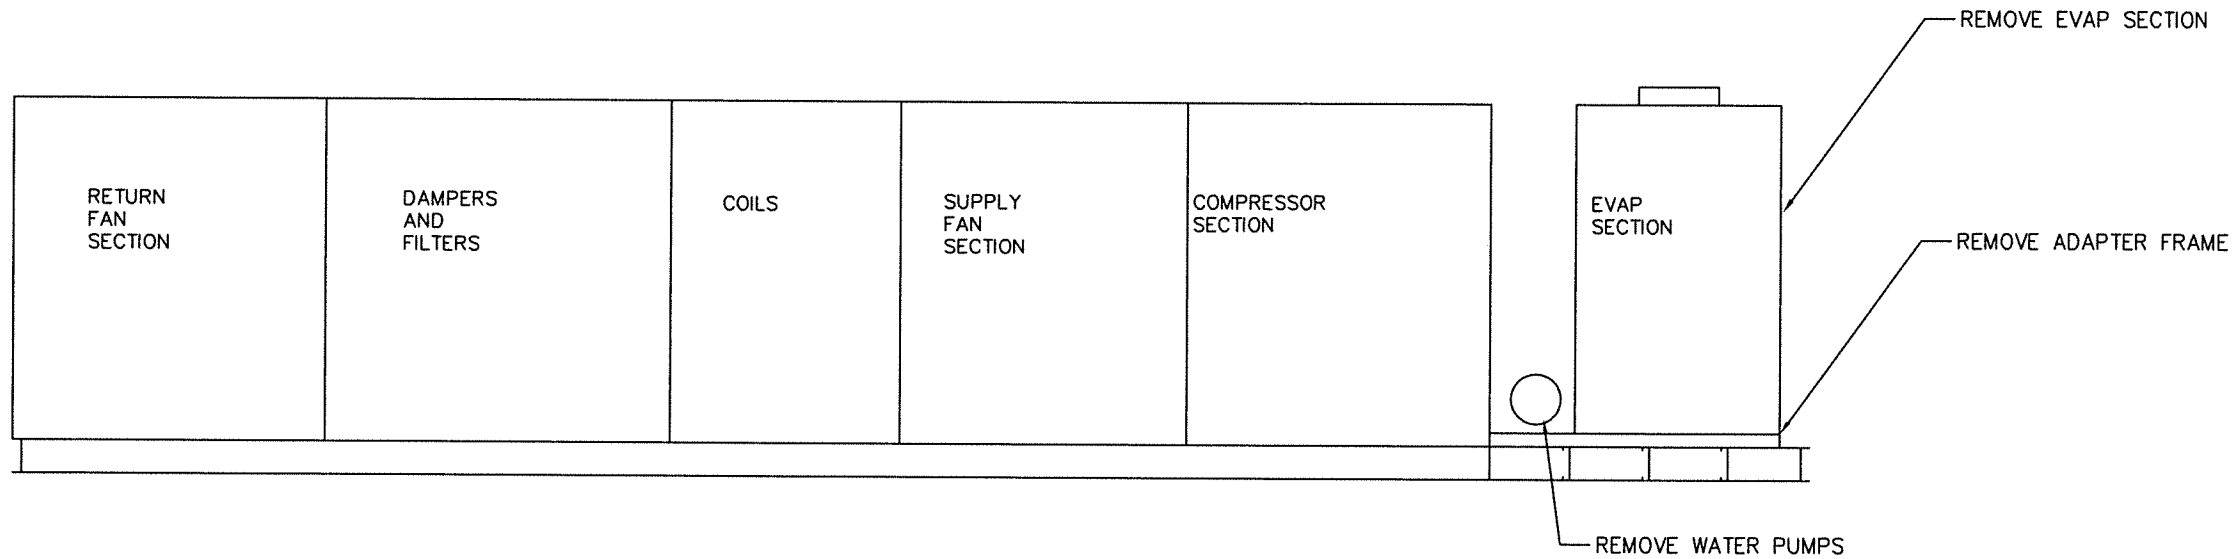 REMOVE EVAP SECTION
RETURN
FAN
SECTION
DAMPERS
AND
FILTERS
COILS
SUPPLY
FAN
SECTION
COMPRESSOR
SECTION
EVAP
SECTION
REMOVE ADAPTER FRAME
REMOVE WATER PUMPS